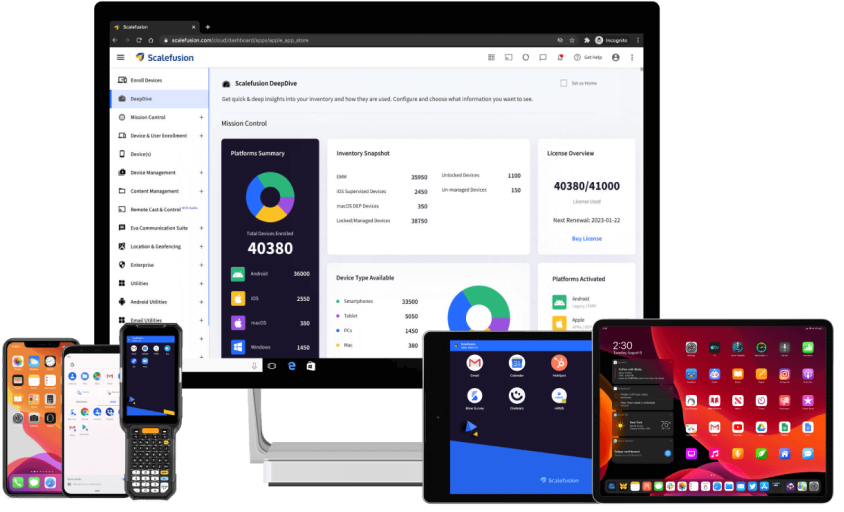 Scalefusion
scalefusion.com/cloud/dashboard/apps/apple_app_store
Incognito
Scalefusion
Get Help
Enroll Devices
DeepDive
Mission Control +
Device & User Enrollment +
Device(s)
Device Management +
Content Management +
Remote Cast & Control
Eva Communication Suite +
Location & Geofencing +
Enterprise +
Utilities +
Android Utilities +
Email Utilities
Scalefusion DeepDive
Set as Home
Get quick & deep insights into your inventory and how they are used. Configure and choose what information you want to see.
Mission Control
Platforms Summary
Total Devices Enrolled
40380
Android 36000
iOS 2550
macOS 380
Windows 1450
Inventory Snapshot
EMM 35950
iOS Supervised Devices 2450
macOS DEP Devices 350
Locked/Managed Devices 38750
Unlocked Devices 1100
Un-managed Devices 150
License Overview
40380/41000
License Used
Next Renewal: 2023-01-22
Buy License
Device Type Available
Smartphones 33500
Tablet 5050
PCs 1450
Mac 380
Platforms Activated
Android
Apple
Scalefusion
Gmail
Calendar
HubSpot
HRMS
Scalefusion
2:30
Tuesday, August
New York